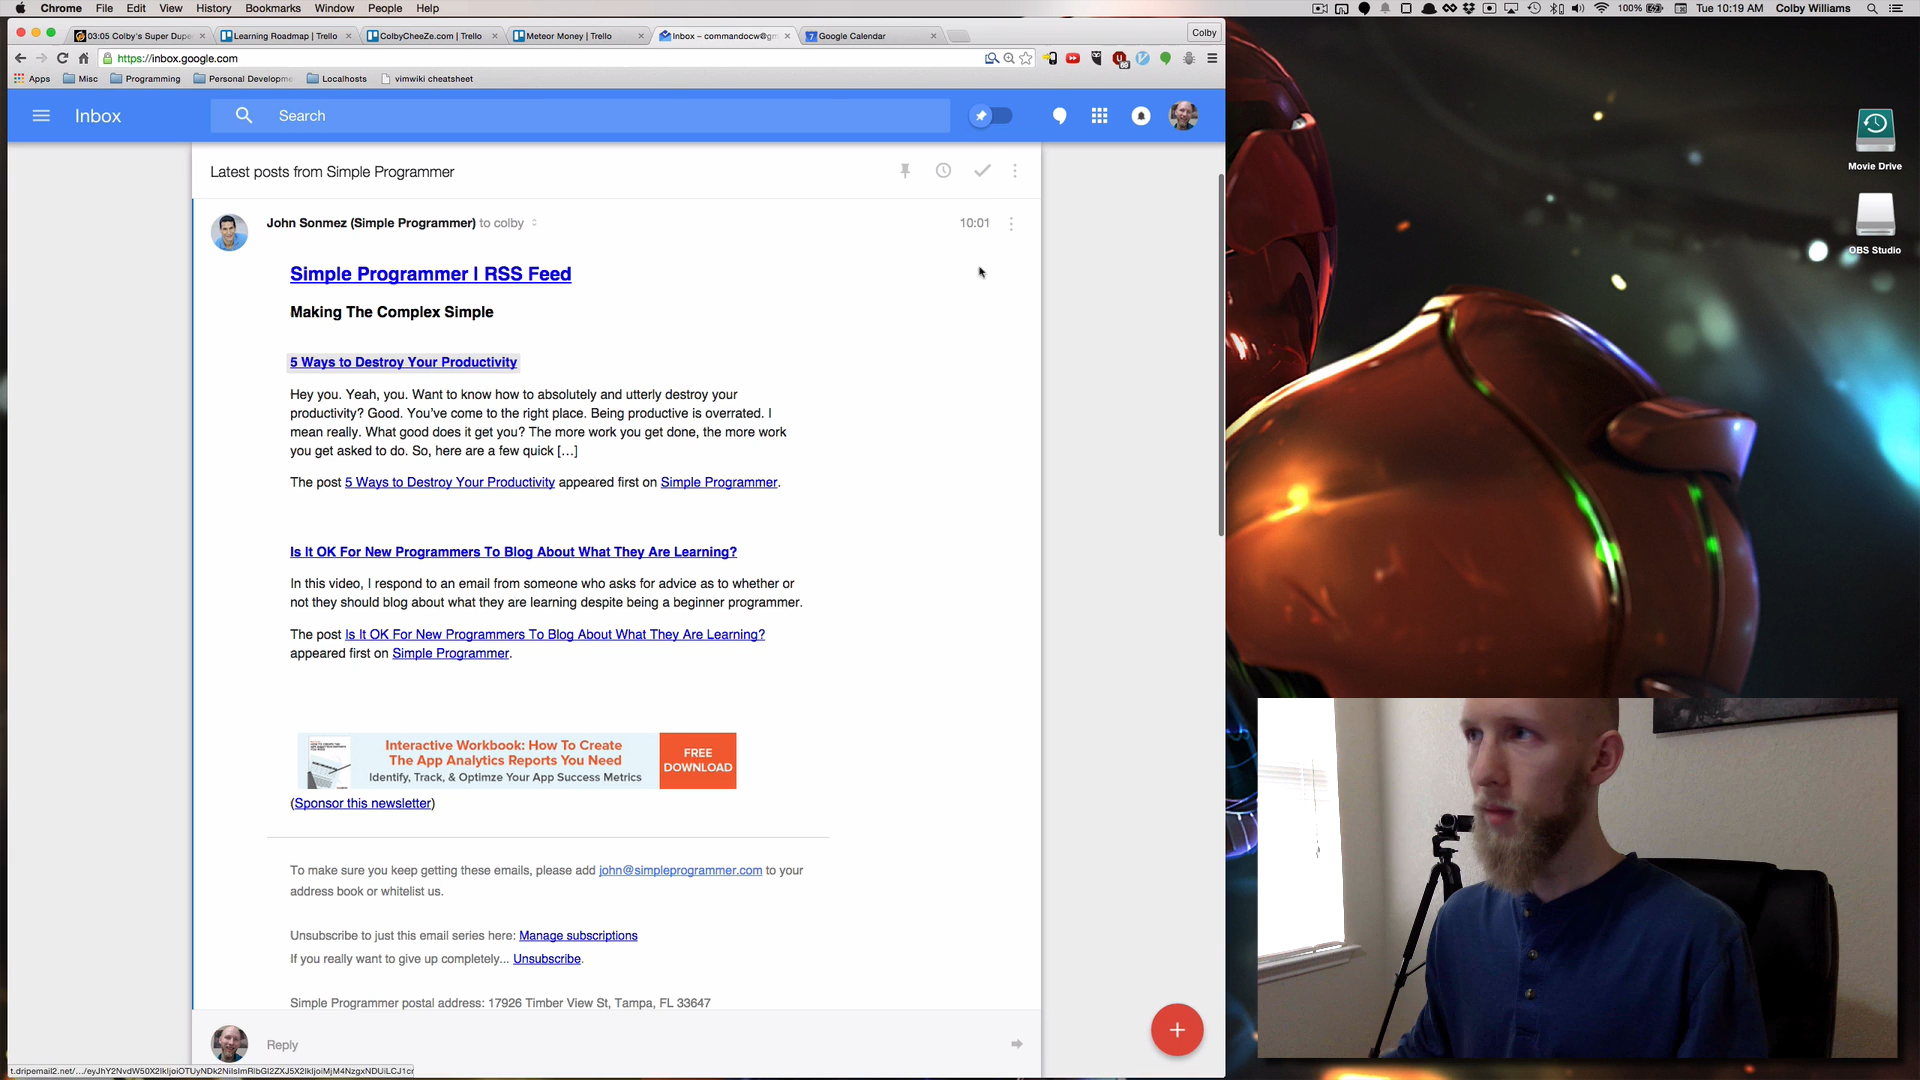 Chrome File Edit View History Bookmarks Window People Help
100% Tue 10:19 AM Colby Williams
03:05 Colby's Super Dupe
Learning Roadmap | Trello
ColbyCheeZe.com | Trello
Meteor Money | Trello
Inbox – commandocw@gm
7 Google Calendar
Colby
https://inbox.google.com
Apps Misc Programming Personal Developme Localhosts vimwiki cheatsheet
Inbox
Search
Latest posts from Simple Programmer
John Sonmez (Simple Programmer) to colby
10:01
Simple Programmer | RSS Feed
Making The Complex Simple
5 Ways to Destroy Your Productivity
Hey you. Yeah, you. Want to know how to absolutely and utterly destroy your
productivity? Good. You've come to the right place. Being productive is overrated. I
mean really. What good does it get you? The more work you get done, the more work
you get asked to do. So, here are a few quick […]
The post 5 Ways to Destroy Your Productivity appeared first on Simple Programmer.
Is It OK For New Programmers To Blog About What They Are Learning?
In this video, I respond to an email from someone who asks for advice as to whether or
not they should blog about what they are learning despite being a beginner programmer.
The post Is It OK For New Programmers To Blog About What They Are Learning?
appeared first on Simple Programmer.
Interactive Workbook: How To Create
The App Analytics Reports You Need
Identify, Track, & Optimze Your App Success Metrics
FREE
DOWNLOAD
(Sponsor this newsletter)
To make sure you keep getting these emails, please add john@simpleprogrammer.com to your
address book or whitelist us.
Unsubscribe to just this email series here: Manage subscriptions
If you really want to give up completely... Unsubscribe.
Simple Programmer postal address: 17926 Timber View St, Tampa, FL 33647
Reply
Movie Drive
OBS Studio